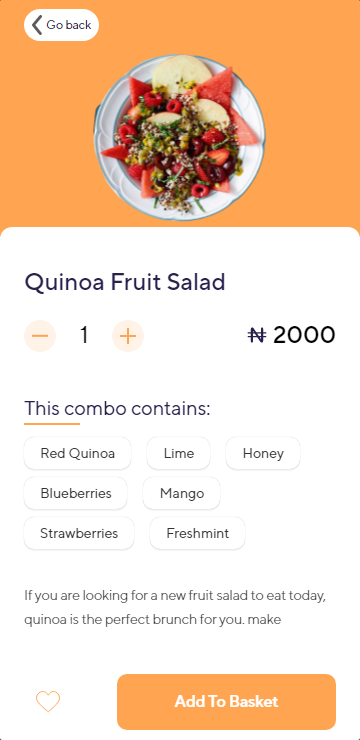 Go back
Quinoa Fruit Salad
1
₦ 2000
This combo contains:
Red Quinoa
Lime
Honey
Blueberries
Mango
Strawberries
Freshmint
If you are looking for a new fruit salad to eat today,
quinoa is the perfect brunch for you. make
Add To Basket